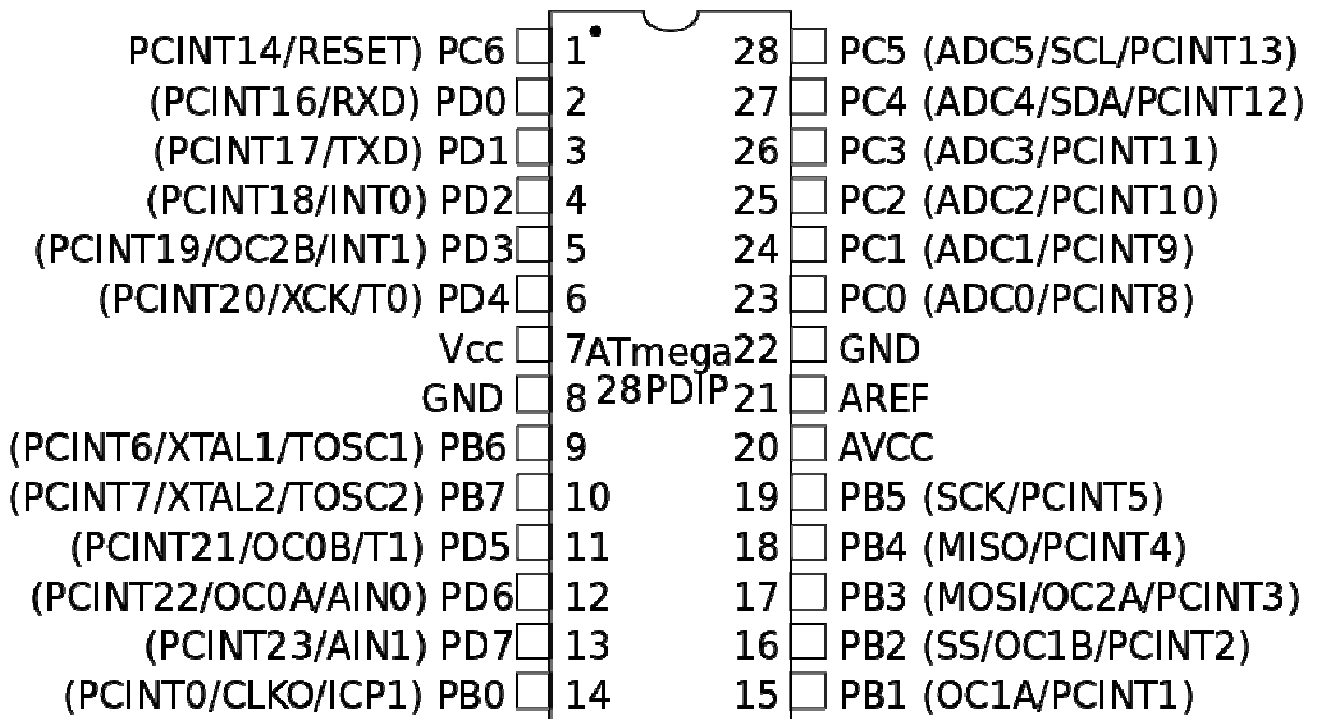 PCINT14/RESET) PC6 1 28 PC5 (ADC5/SCL/PCINT13)
(PCINT16/RXD) PD0 2 27 PC4 (ADC4/SDA/PCINT12)
(PCINT17/TXD) PD1 3 26 PC3 (ADC3/PCINT11)
(PCINT18/INT0) PD2 4 25 PC2 (ADC2/PCINT10)
(PCINT19/OC2B/INT1) PD3 5 24 PC1 (ADC1/PCINT9)
(PCINT20/XCK/T0) PD4 6 23 PC0 (ADC0/PCINT8)
Vcc 7 ATmega 22 GND
GND 8 28PDIP 21 AREF
(PCINT6/XTAL1/TOSC1) PB6 9 20 AVCC
(PCINT7/XTAL2/TOSC2) PB7 10 19 PB5 (SCK/PCINT5)
(PCINT21/OC0B/T1) PD5 11 18 PB4 (MISO/PCINT4)
(PCINT22/OC0A/AIN0) PD6 12 17 PB3 (MOSI/OC2A/PCINT3)
(PCINT23/AIN1) PD7 13 16 PB2 (SS/OC1B/PCINT2)
(PCINT0/CLKO/ICP1) PB0 14 15 PB1 (OC1A/PCINT1)